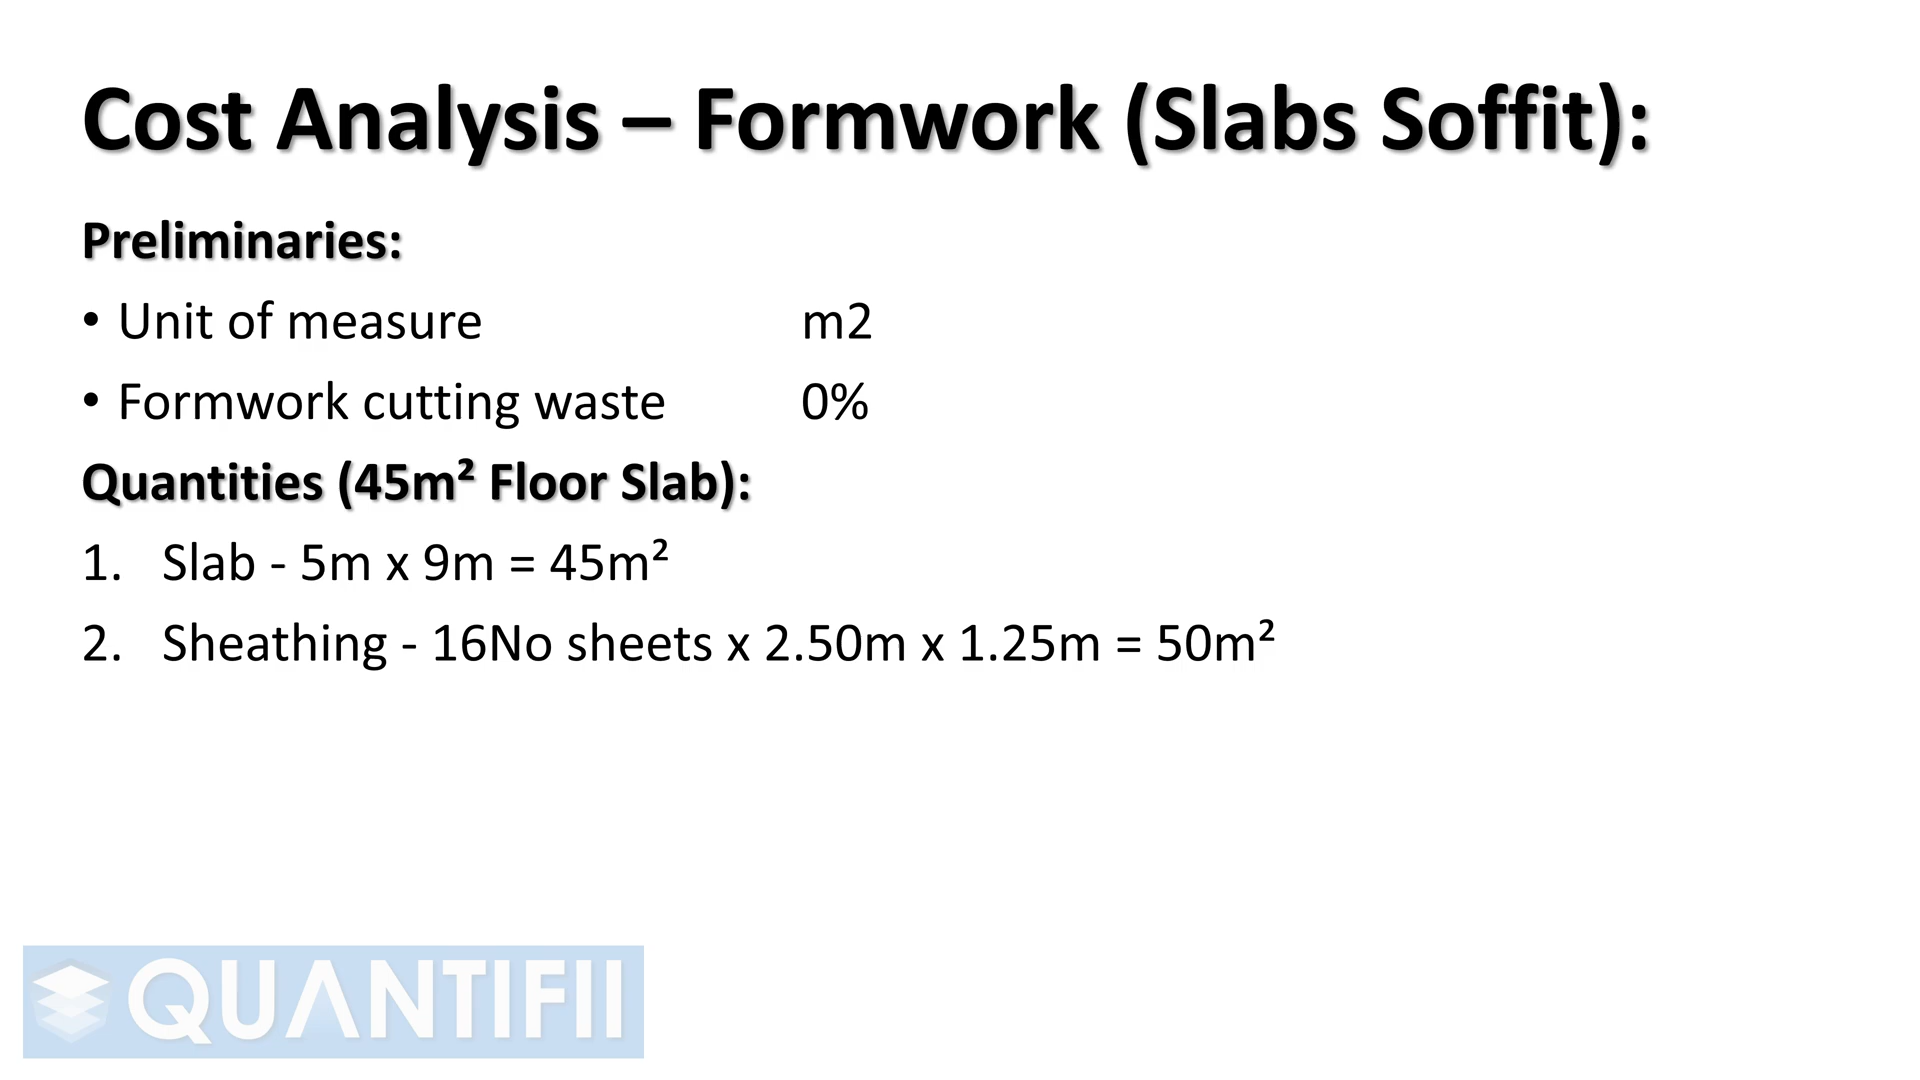 Cost Analysis – Formwork (Slabs Soffit):
Preliminaries:
• Unit of measure m2
• Formwork cutting waste 0%
Quantities (45m² Floor Slab):
1. Slab - 5m x 9m = 45m²
2. Sheathing - 16No sheets x 2.50m x 1.25m = 50m²
QUANTIFII